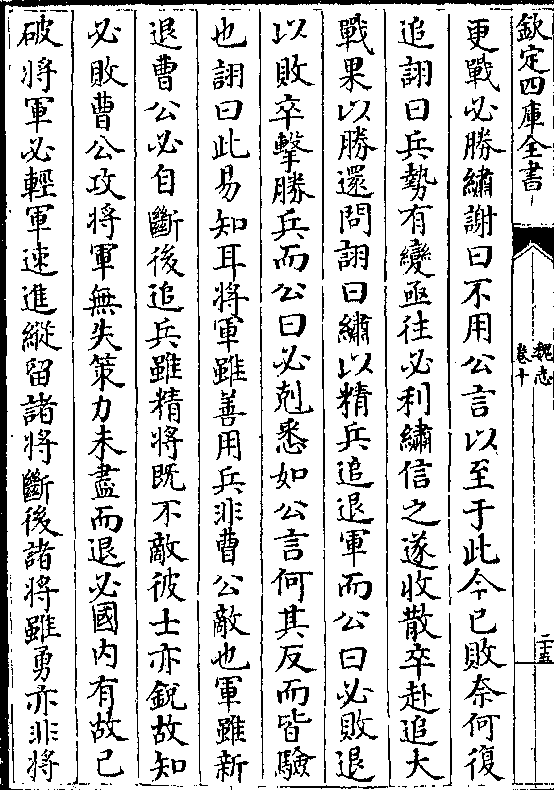 欽定四庫全書
魏志
卷十
二十五
更戰必勝繡謝曰不用公言以至于此今已敗奈何復
追詡曰兵勢有變亟往必利繡信之遂收散卒赴追大
戰果以勝還問詡曰繡以精兵追退軍而公曰必敗退
以敗卒擊勝兵而公曰必剋悉如公言何其反而皆驗
也詡曰此易知耳將軍雖善用兵非曹公敵也軍雖新
退曹公必自斷後追兵雖精將既不敵彼士亦銳故知
必敗曹公攻將軍無失策力未盡而退必國内有故已
破將軍必輕軍速進縱留諸將斷後諸將雖勇亦非將